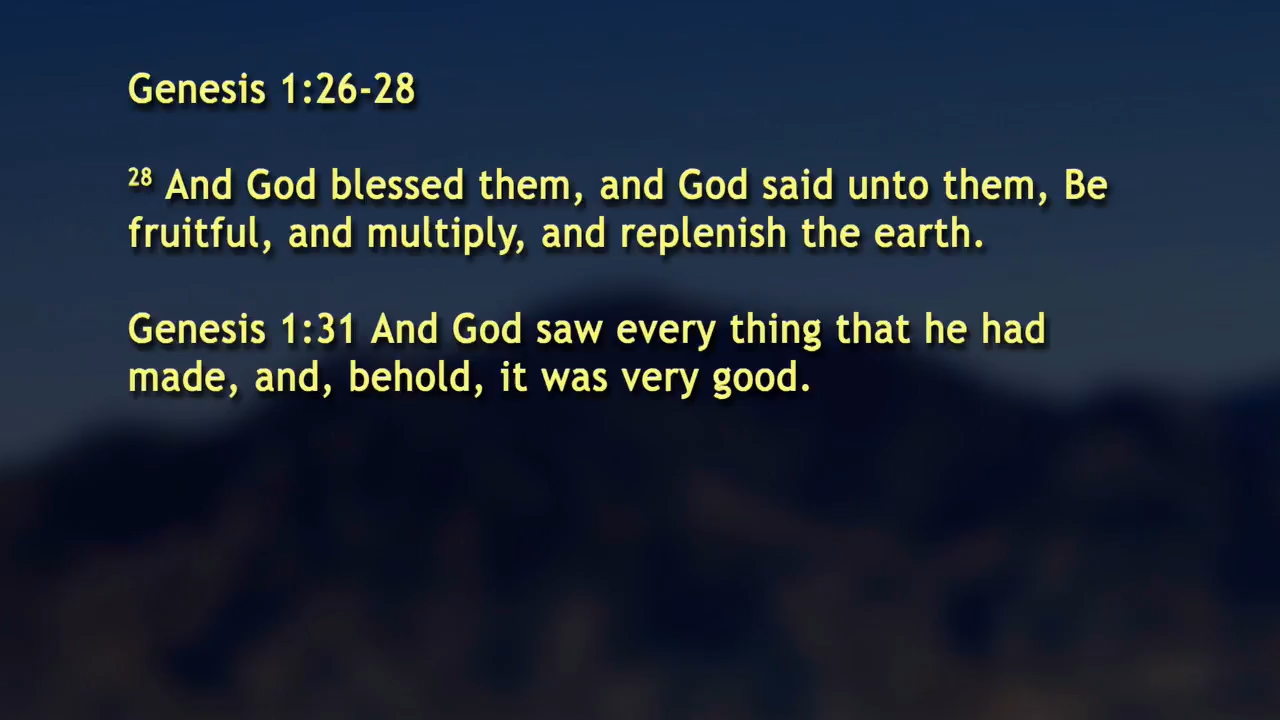 Genesis 1:26-28
28 And God blessed them, and God said unto them, Be
fruitful, and multiply, and replenish the earth.
Genesis 1:31 And God saw every thing that he had
made, and, behold, it was very good.